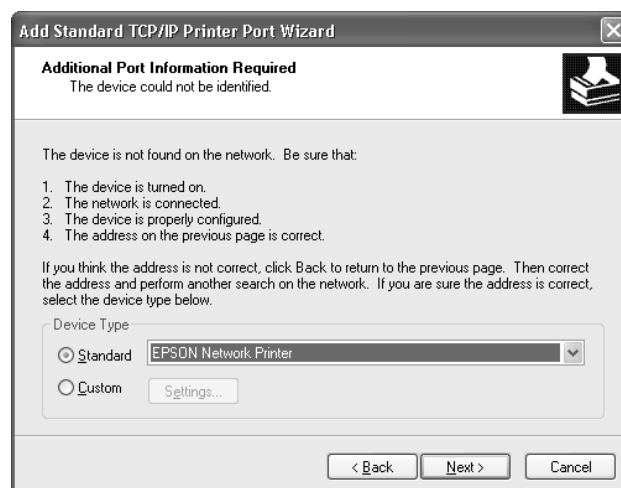 Add Standard TCP/IP Printer Port Wizard
Additional Port Information Required
The device could not be identified.
The device is not found on the network. Be sure that:
1. The device is turned on.
2. The network is connected.
3. The device is properly configured.
4. The address on the previous page is correct.
If you think the address is not correct, click Back to return to the previous page. Then correct
the address and perform another search on the network. If you are sure the address is correct,
select the device type below.
Device Type
Standard EPSON Network Printer
Custom Settings...
< Back Next > Cancel